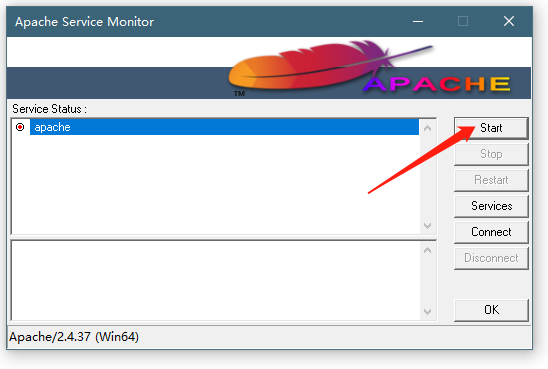 Apache Service Monitor
TM
APACHE
Service Status :
apache
Start
Stop
Restart
Services
Connect
Disconnect
OK
Apache/2.4.37 (Win64)